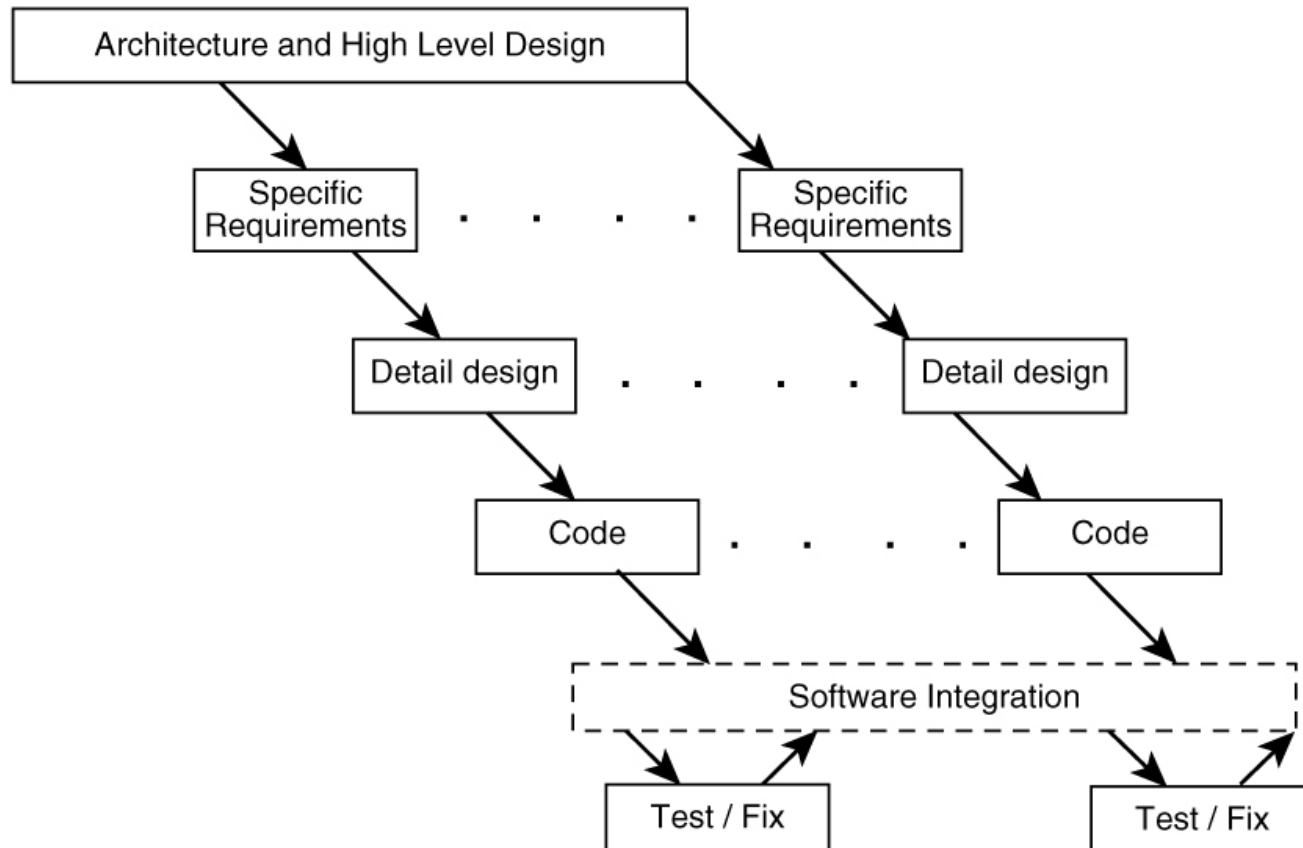 Architecture and High Level Design
Specific
Requirements
Specific
Requirements
Detail design
Detail design
Code
Code
Software Integration
Test / Fix
Test / Fix